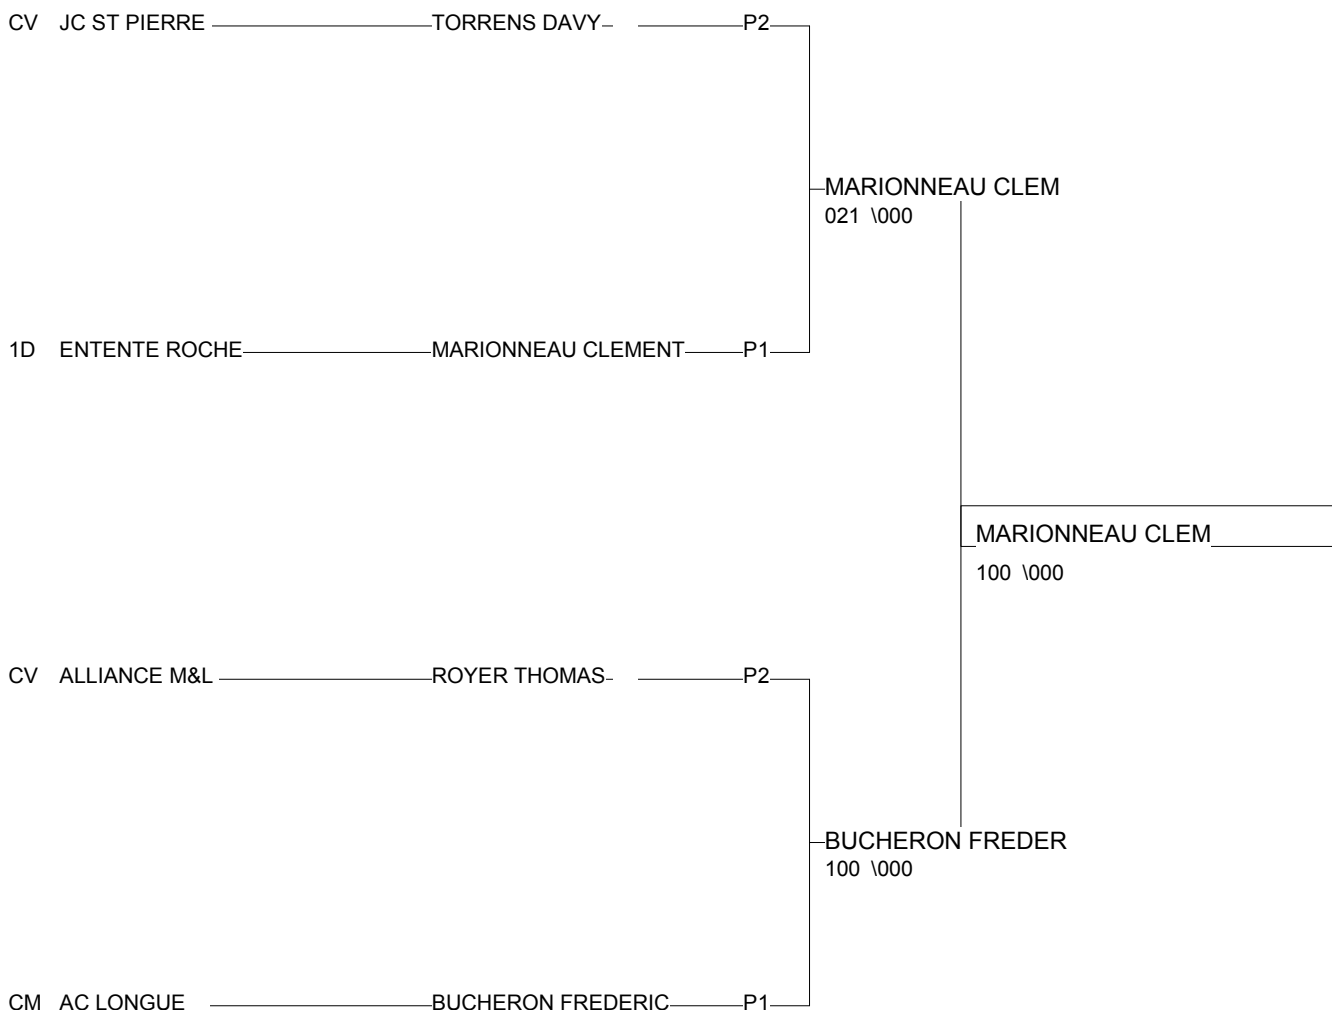 CV JC ST PIERRE TORRENS DAVY P2
MARIONNEAU CLEM
021 \000
1D ENTENTE ROCHE MARIONNEAU CLEMENT P1
MARIONNEAU CLEM
100 \000
CV ALLIANCE M&L ROYER THOMAS P2
BUCHERON FREDER
100 \000
CM AC LONGUE BUCHERON FREDERIC P1